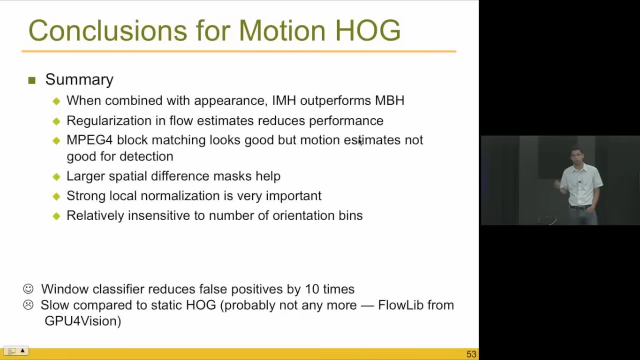 Conclusions for Motion HOG
Summary
When combined with appearance, IMH outperforms MBH
Regularization in flow estimates reduces performance
MPEG4 block matching looks good but motion estimates not
good for detection
Larger spatial difference masks help
Strong local normalization is very important
Relatively insensitive to number of orientation bins
☺ Window classifier reduces false positives by 10 times
☹ Slow compared to static HOG (probably not any more — FlowLib from
GPU4Vision)
53